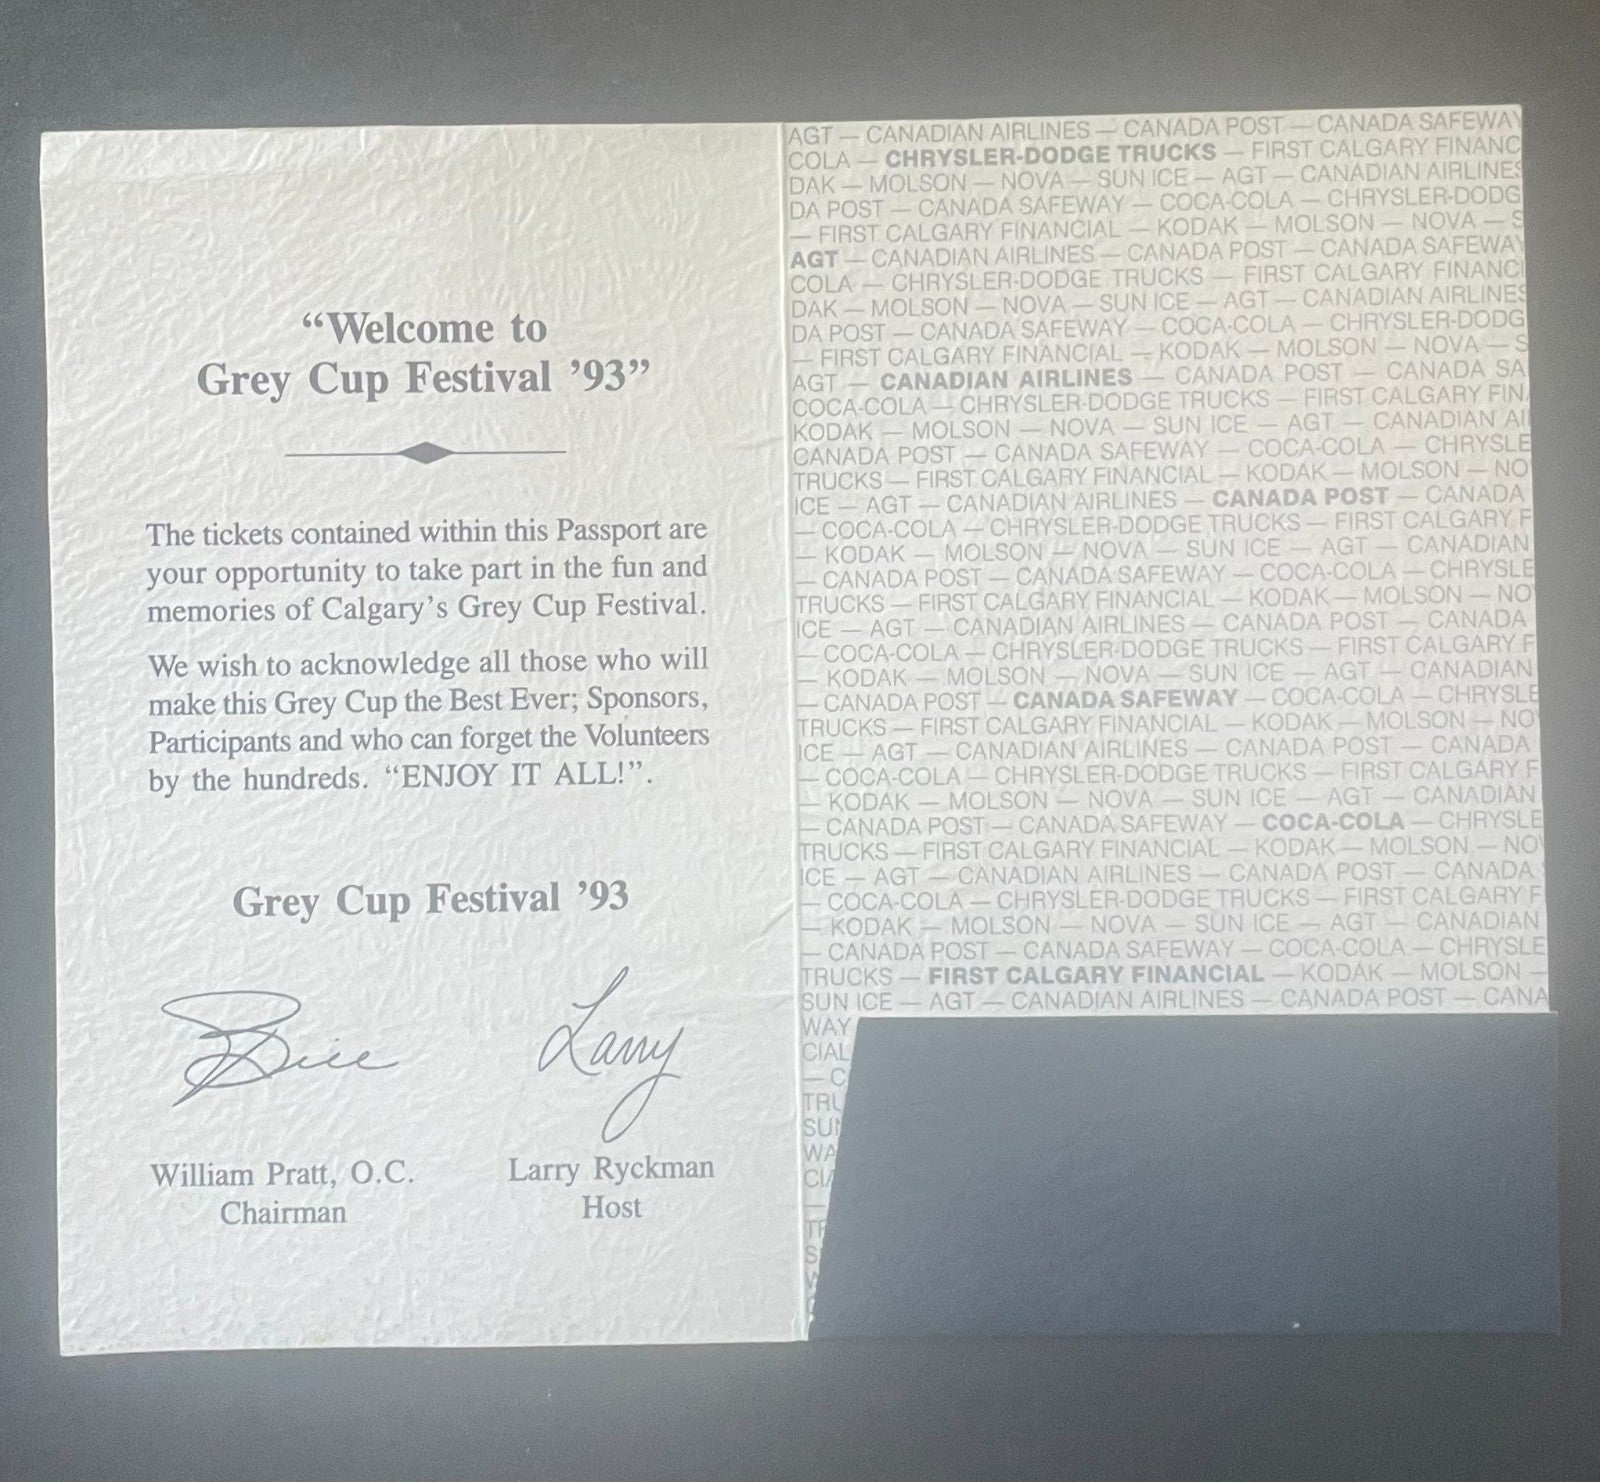 “Welcome to
Grey Cup Festival ’93”
The tickets contained within this Passport are
your opportunity to take part in the fun and
memories of Calgary’s Grey Cup Festival.
We wish to acknowledge all those who will
make this Grey Cup the Best Ever; Sponsors,
Participants and who can forget the Volunteers
by the hundreds. “ENJOY IT ALL!”.
Grey Cup Festival ’93
Larry
William Pratt, O.C.
Chairman
Larry Ryckman
Host
AGT — CANADIAN AIRLINES — CANADA POST — CANADA SAFEWAY
COLA — CHRYSLER-DODGE TRUCKS — FIRST CALGARY FINANC
DAK — MOLSON — NOVA — SUN ICE — AGT — CANADIAN AIRLINES
DA POST — CANADA SAFEWAY — COCA-COLA — CHRYSLER-DODG
— FIRST CALGARY FINANCIAL — KODAK — MOLSON — NOVA — S
AGT — CANADIAN AIRLINES — CANADA POST — CANADA SAFEWAY
COLA — CHRYSLER-DODGE TRUCKS — FIRST CALGARY FINANCI
DAK — MOLSON — NOVA — SUN ICE — AGT — CANADIAN AIRLINES
DA POST — CANADA SAFEWAY — COCA-COLA — CHRYSLER-DODG
— FIRST CALGARY FINANCIAL — KODAK — MOLSON — NOVA — S
AGT — CANADIAN AIRLINES — CANADA POST — CANADA SA
COCA-COLA — CHRYSLER-DODGE TRUCKS — FIRST CALGARY FIN
KODAK — MOLSON — NOVA — SUN ICE — AGT — CANADIAN AI
CANADA POST — CANADA SAFEWAY — COCA-COLA — CHRYSLE
TRUCKS — FIRST CALGARY FINANCIAL — KODAK — MOLSON — NO
ICE — AGT — CANADIAN AIRLINES — CANADA POST — CANADA
— COCA-COLA — CHRYSLER-DODGE TRUCKS — FIRST CALGARY F
— KODAK — MOLSON — NOVA — SUN ICE — AGT — CANADIAN
— CANADA POST — CANADA SAFEWAY — COCA-COLA — CHRYSLE
TRUCKS — FIRST CALGARY FINANCIAL — KODAK — MOLSON — NO
ICE — AGT — CANADIAN AIRLINES — CANADA POST — CANADA
— COCA-COLA — CHRYSLER-DODGE TRUCKS — FIRST CALGARY F
— KODAK — MOLSON — NOVA — SUN ICE — AGT — CANADIAN
— CANADA POST — CANADA SAFEWAY — COCA-COLA — CHRYSLE
TRUCKS — FIRST CALGARY FINANCIAL — KODAK — MOLSON — NO
ICE — AGT — CANADIAN AIRLINES — CANADA POST — CANADA
— COCA-COLA — CHRYSLER-DODGE TRUCKS — FIRST CALGARY F
— KODAK — MOLSON — NOVA — SUN ICE — AGT — CANADIAN
— CANADA POST — CANADA SAFEWAY — COCA-COLA — CHRYSLE
TRUCKS — FIRST CALGARY FINANCIAL — KODAK — MOLSON — NO
ICE — AGT — CANADIAN AIRLINES — CANADA POST — CANADA
— COCA-COLA — CHRYSLER-DODGE TRUCKS — FIRST CALGARY F
— KODAK — MOLSON — NOVA — SUN ICE — AGT — CANADIAN
— CANADA POST — CANADA SAFEWAY — COCA-COLA — CHRYSLE
TRUCKS — FIRST CALGARY FINANCIAL — KODAK — MOLSON —
SUN ICE — AGT — CANADIAN AIRLINES — CANADA POST — CANA
WAY
CIAL
— C
TRU
SUN
WA
CIA
—
TR
S